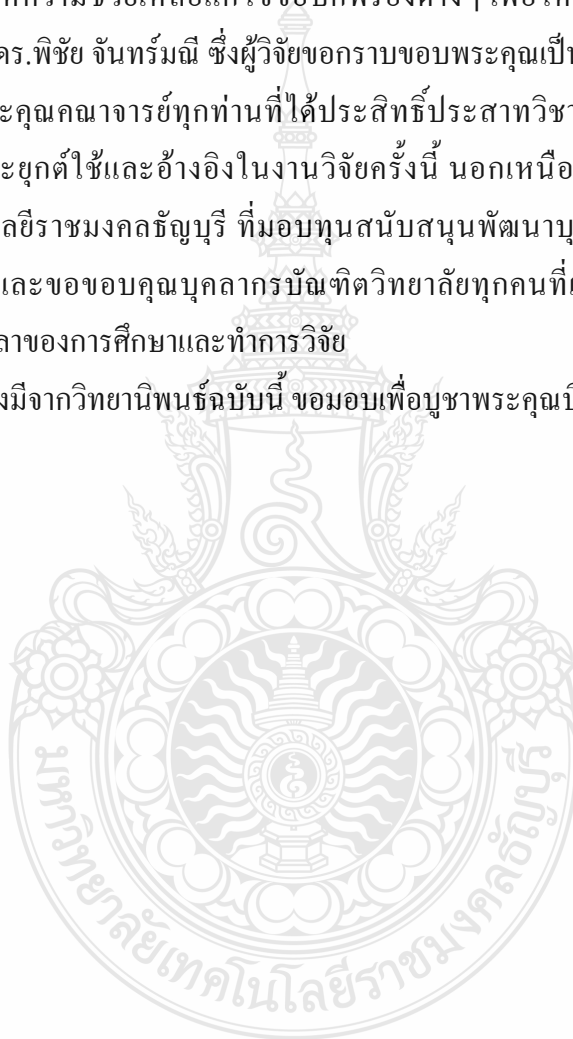 ความช่วยเหลือแก้ไขข้อบกพร่องต่าง ๆ เพื่อให้
ดร.พิชัย จันทร์มณี ซึ่งผู้วิจัยขอกราบขอบพระคุณเป็น
ะคุณคณาจารย์ทุกท่านที่ได้ประสิทธิ์ประสาทวิชา
ะยุกต์ใช้และอ้างอิงในงานวิจัยครั้งนี้ นอกเหนือ
ลยีราชมงคลธัญบุรี ที่มอบทุนสนับสนุนพัฒนาบุ
และขอขอบคุณบุคลากรบัณฑิตวิทยาลัยทุกคนที่
ลาของการศึกษาและทำการวิจัย
งมีจากวิทยานิพนธ์ฉบับนี้ ขอมอบเพื่อบูชาพระคุณบิ
มหาวิทยาลัยเทคโนโลยีราชมงคลธัญบุรี